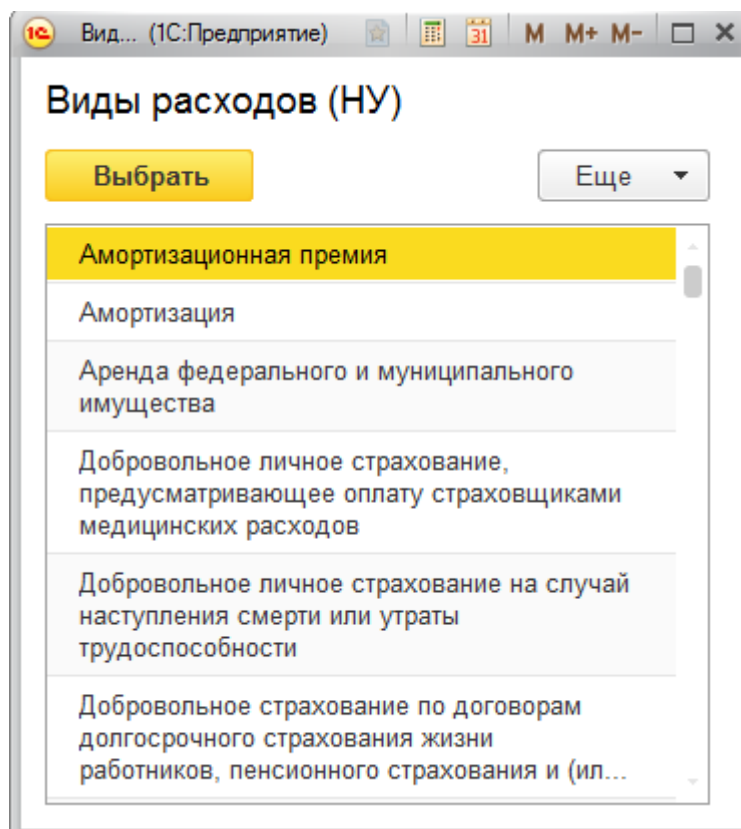 1С Вид... (1С:Предприятие) 31 M M+ M-
Виды расходов (НУ)
Выбрать Еще
Амортизационная премия
Амортизация
Аренда федерального и муниципального
имущества
Добровольное личное страхование,
предусматривающее оплату страховщиками
медицинских расходов
Добровольное личное страхование на случай
наступления смерти или утраты
трудоспособности
Добровольное страхование по договорам
долгосрочного страхования жизни
работников, пенсионного страхования и (ил...